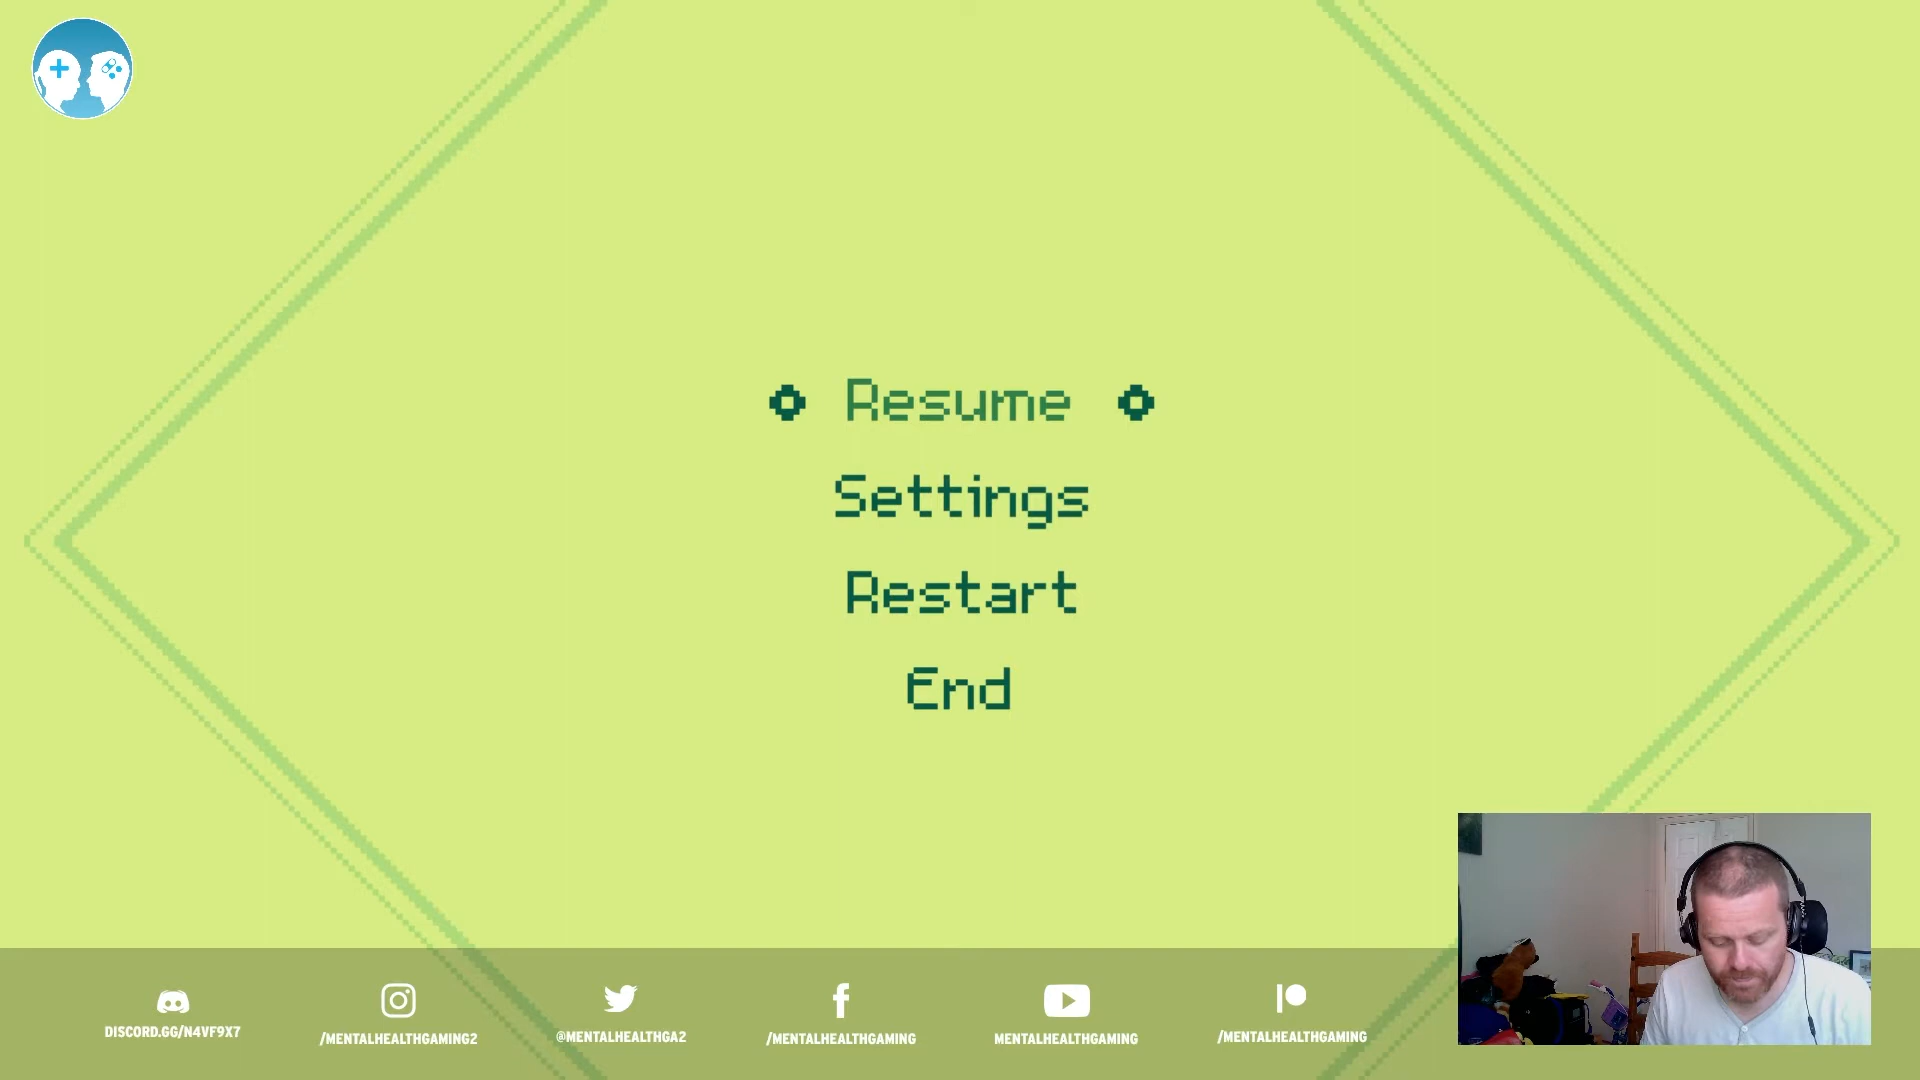 Resume
Settings
Restart
End
DISCORD.GG/N4VF9X7
/MENTALHEALTHGAMING2
@MENTALHEALTHGA2
/MENTALHEALTHGAMING
MENTALHEALTHGAMING
/MENTALHEALTHGAMING